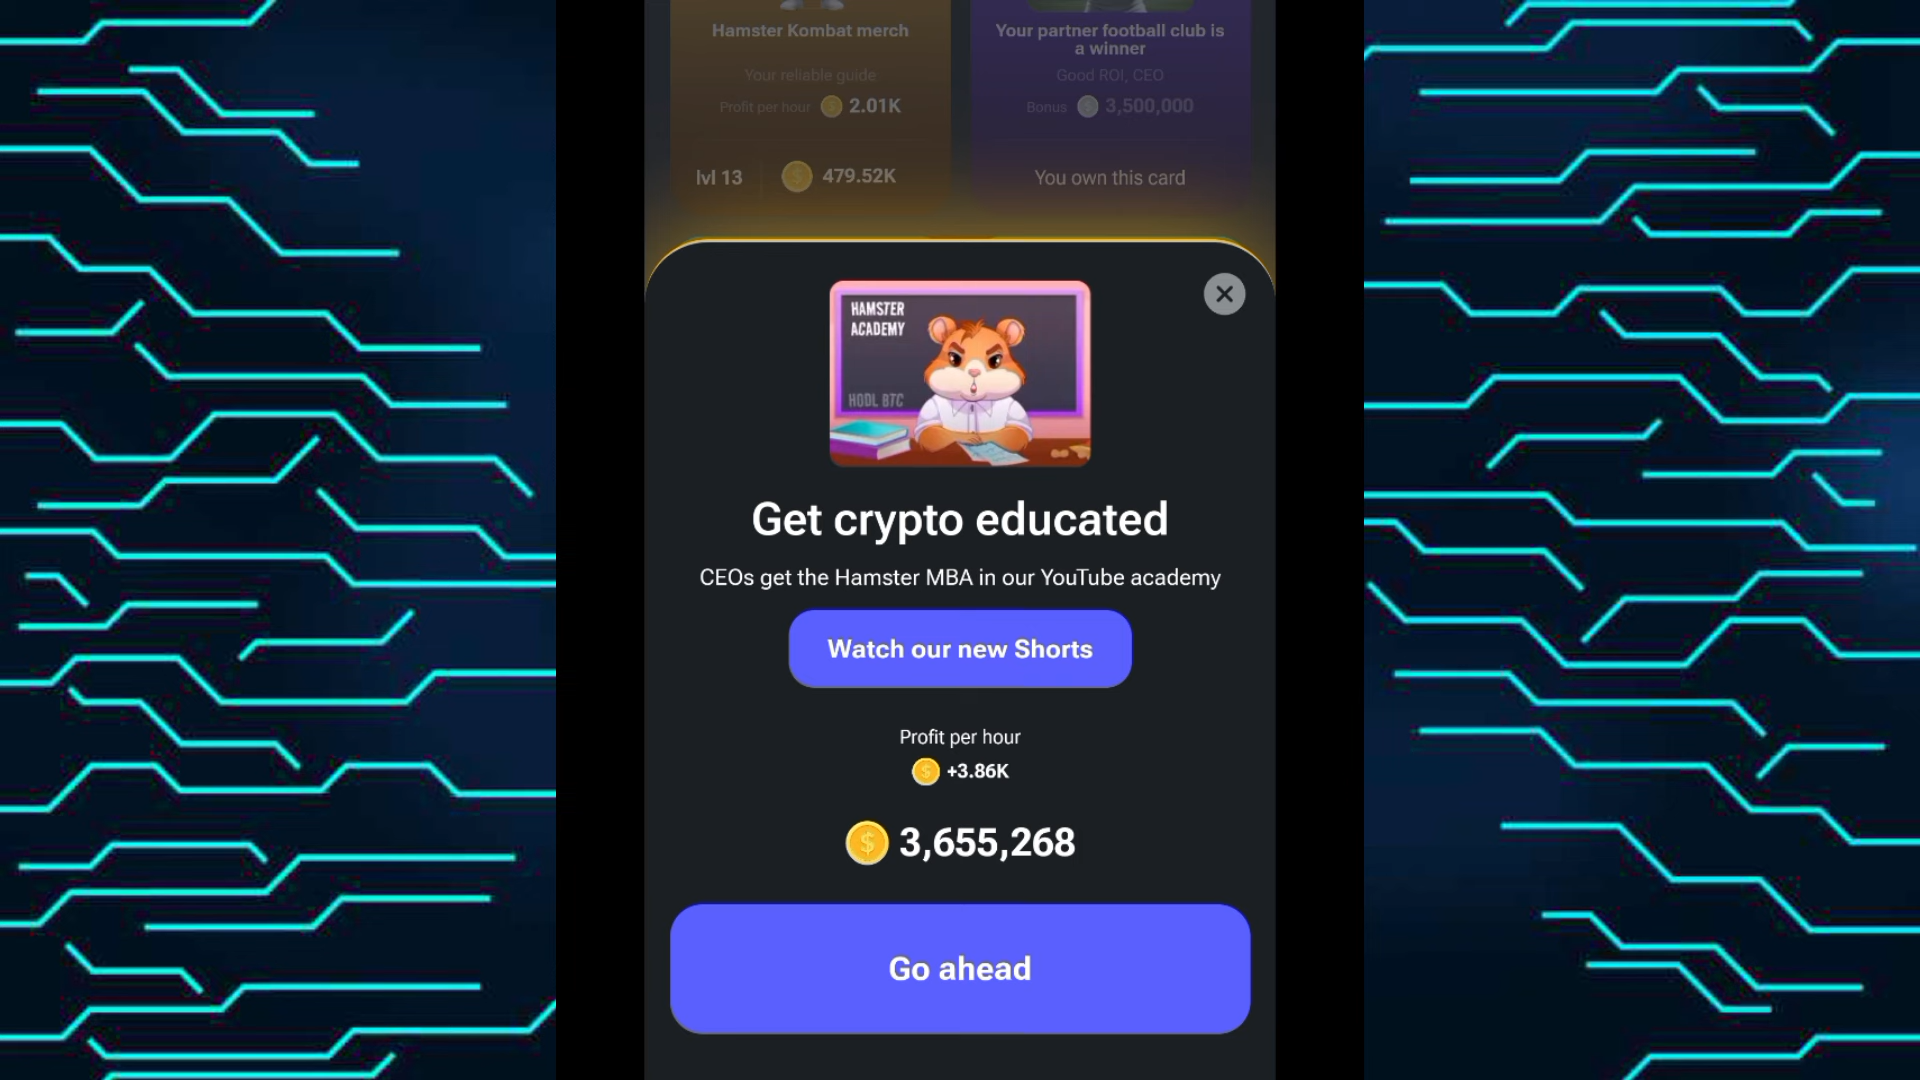 Hamster Kombat merch
Your reliable guide
Profit per hour 2.01K
lvl 13 479.52K
Your partner football club is
a winner
Good ROI, CEO
Bonus 3,500,000
You own this card
HAMSTER
ACADEMY
HODL BTC
Get crypto educated
CEOs get the Hamster MBA in our YouTube academy
Watch our new Shorts
Profit per hour
+3.86K
3,655,268
Go ahead